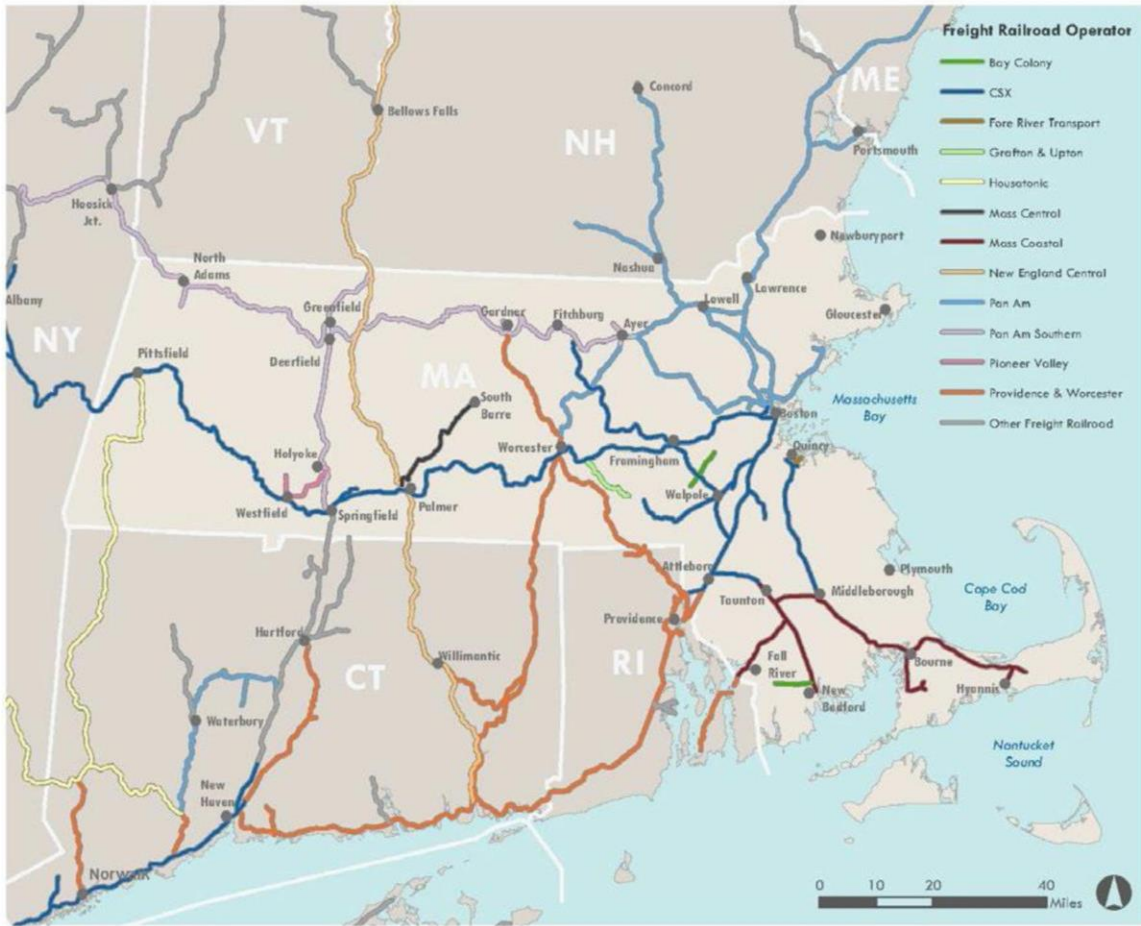 Freight Railroad Operator
Bay Colony
CSX
Fore River Transport
Grafton & Upton
Housatonic
Mass Central
Mass Coastal
New England Central
Pan Am
Pan Am Southern
Pioneer Valley
Providence & Worcester
Other Freight Railroad
VT
NH
ME
NY
MA
CT
RI
Concord
Bellows Falls
Portsmouth
Hoosick
Jct.
North
Adams
Nashua
Newburyport
Lawrence
Albany
Greenfield
Gardner
Fitchburg
Ayer
Lowell
Gloucester
Pittsfield
Deerfield
South
Barre
Boston
Massachusetts
Bay
Holyoke
Worcester
Framingham
Quincy
Westfield
Springfield
Palmer
Walpole
Attleboro
Taunton
Middleborough
Plymouth
Cape Cod
Bay
Hartford
Willimantic
Providence
Fall
River
New
Bedford
Bourne
Hyannis
Waterbury
New
Haven
Nantucket
Sound
Norwalk
0 10 20 40
Miles